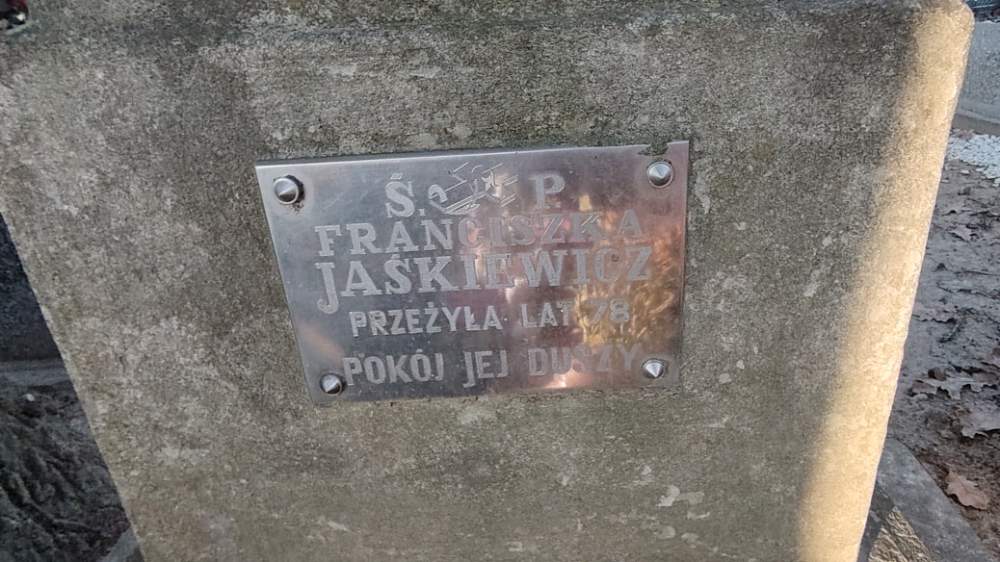 Ś. P.
FRANCISZKA
JAŚKIEWICZ
PRZEŻYŁA LAT 78
POKÓJ JEJ DUSZY